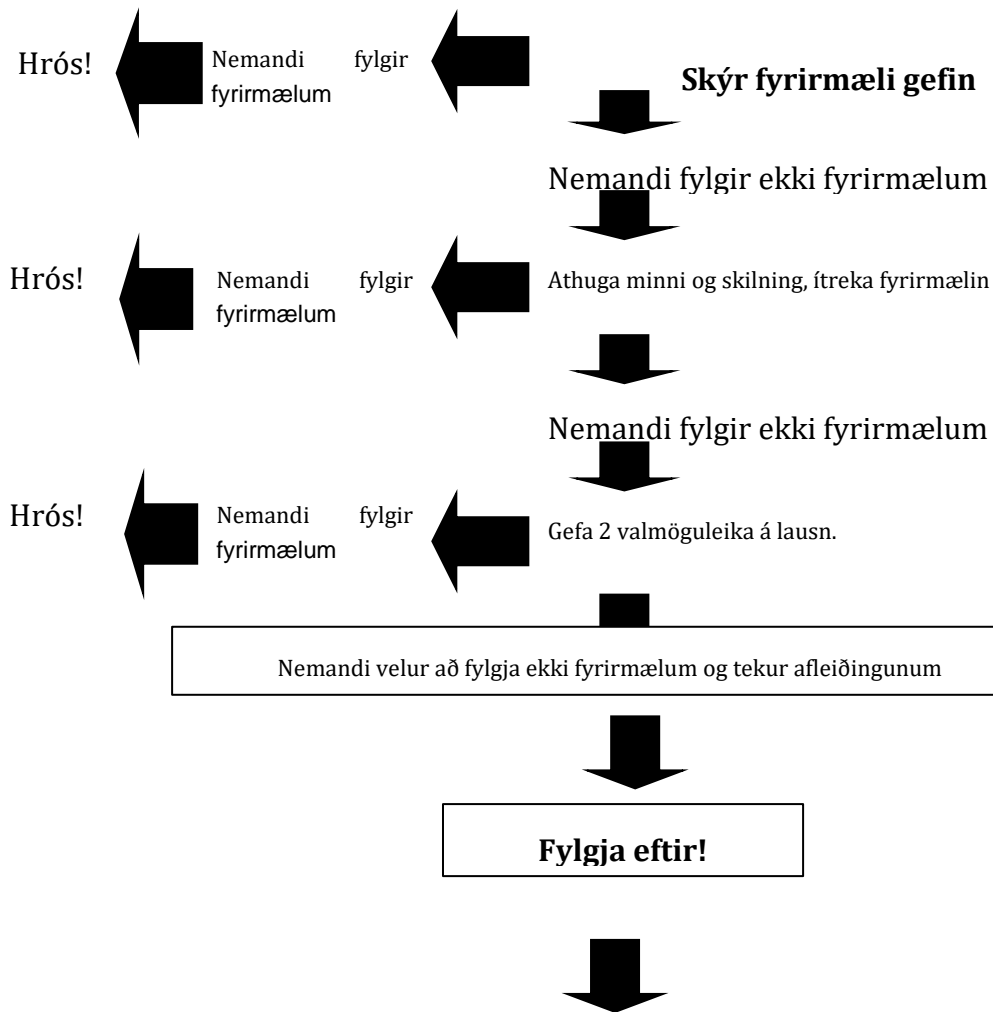 Skýr fyrirmæli gefin
Hrós!
Nemandi fylgir
fyrirmælum
Nemandi fylgir ekki fyrirmælum
Athuga minni og skilning, ítreka fyrirmælin
Hrós!
Nemandi fylgir
fyrirmælum
Nemandi fylgir ekki fyrirmælum
Gefa 2 valmöguleika á lausn.
Hrós!
Nemandi fylgir
fyrirmælum
Nemandi velur að fylgja ekki fyrirmælum og tekur afleiðingunum
Fylgja eftir!